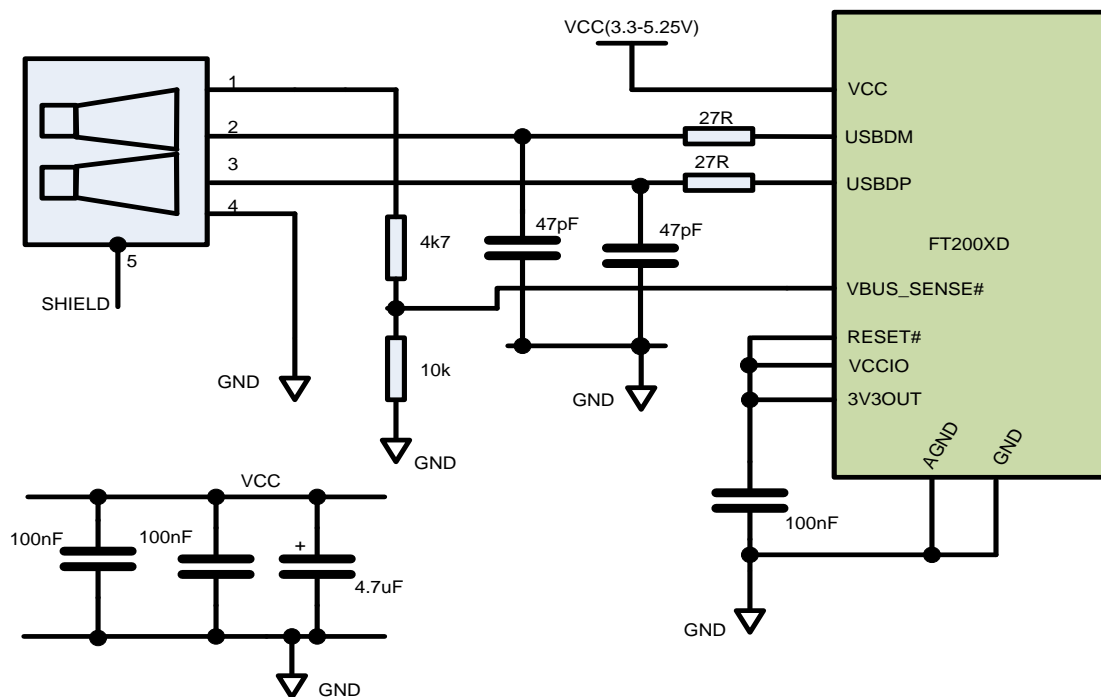 VCC(3.3-5.25V)
1
VCC
27R
2
USBDM
27R
3
USBDP
4
47pF
47pF
4k7
FT200XD
5
SHIELD
VBUS_SENSE#
RESET#
10k
VCCIO
GND
3V3OUT
GND
AGND
GND
GND
VCC
100nF
100nF
100nF
+
4.7uF
GND
GND